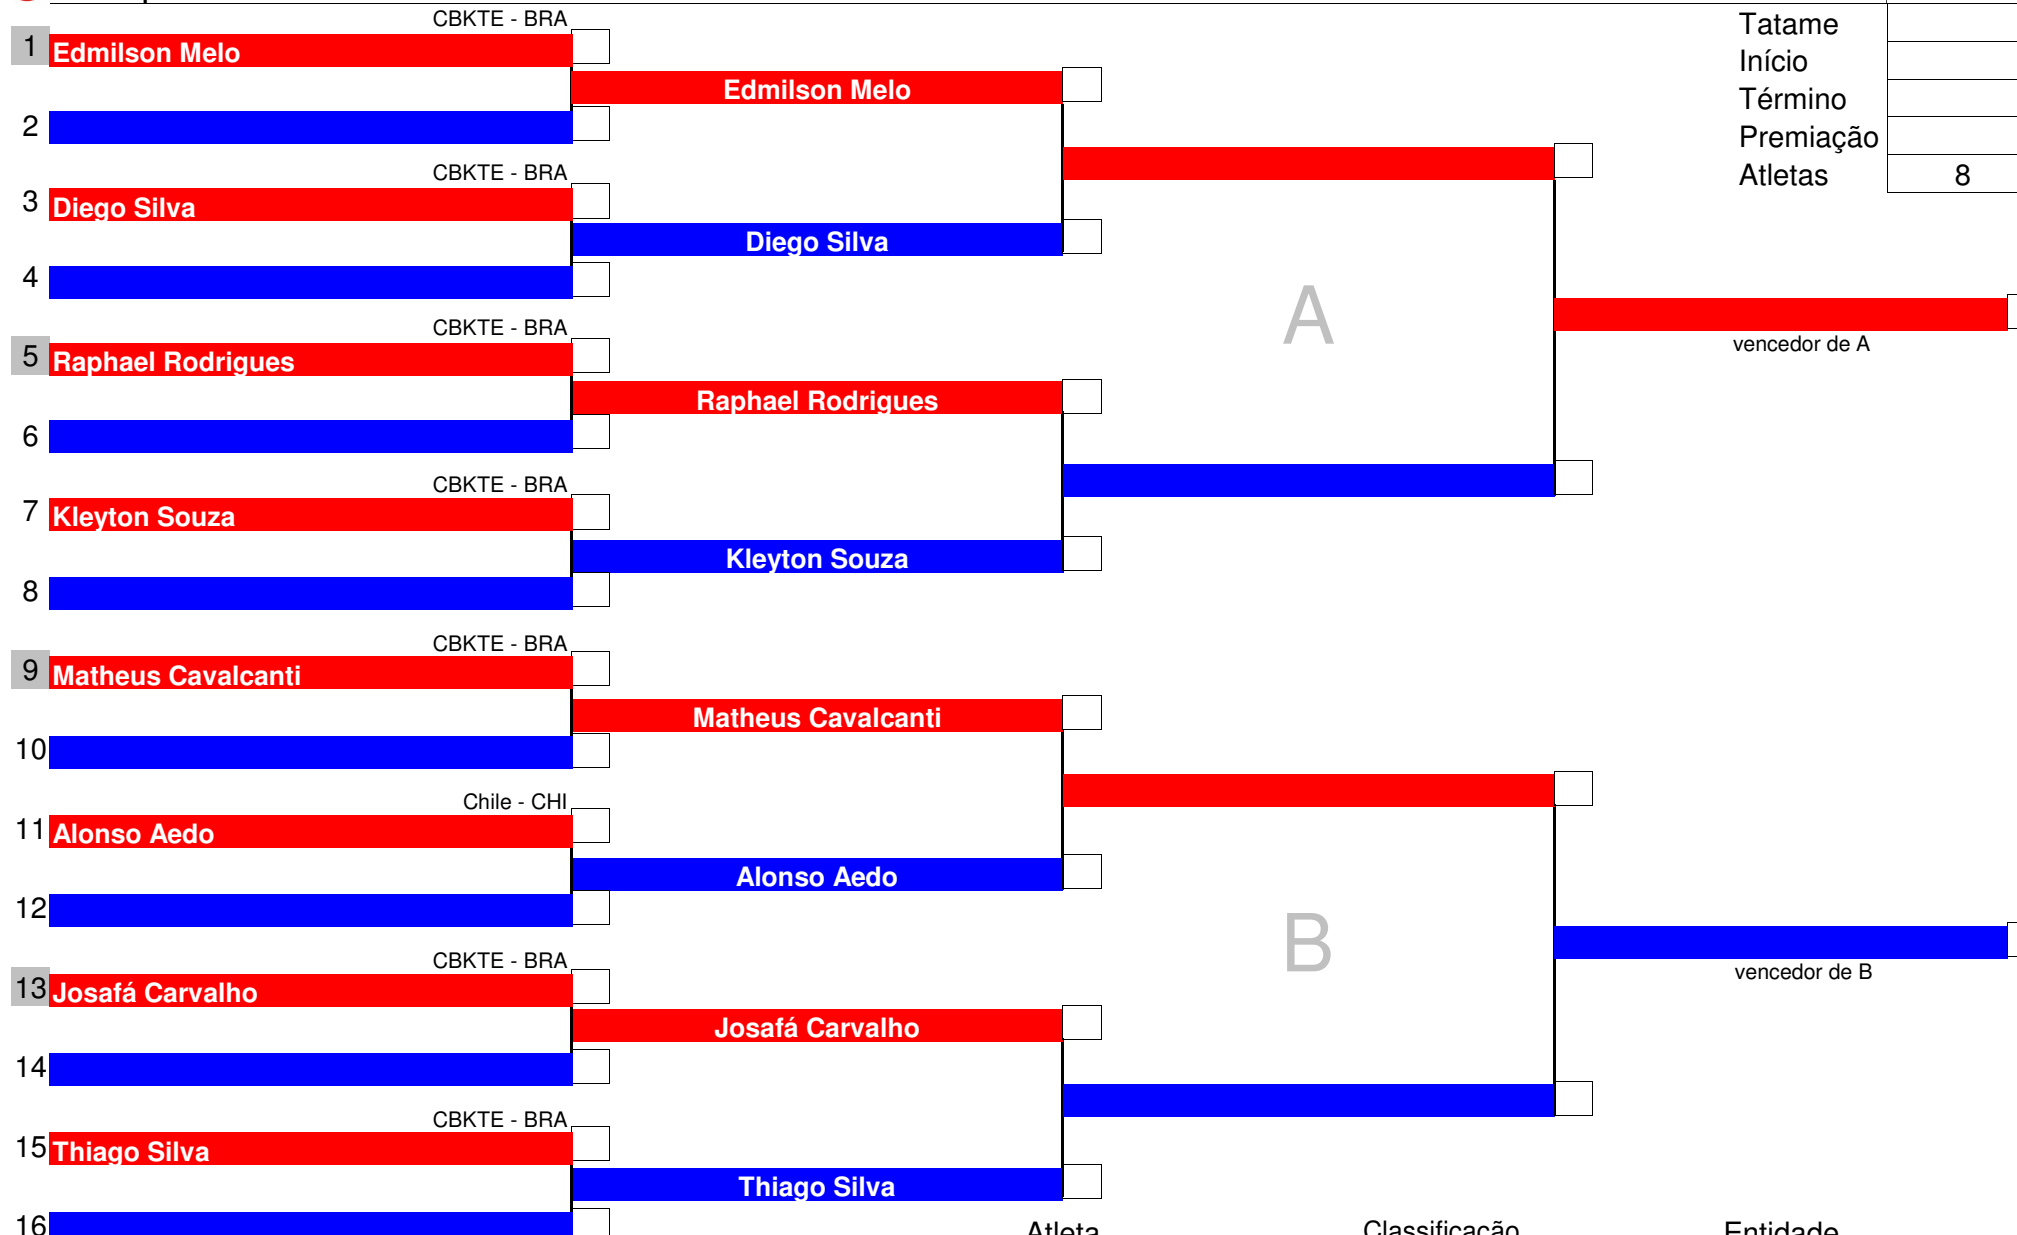 CBKTE - BRA
1 Edmilson Melo
Edmilson Melo
2
CBKTE - BRA
3 Diego Silva
Diego Silva
4
CBKTE - BRA
5 Raphael Rodrigues
Raphael Rodrigues
6
CBKTE - BRA
7 Kleyton Souza
Kleyton Souza
8
CBKTE - BRA
9 Matheus Cavalcanti
Matheus Cavalcanti
10
Chile - CHI
11 Alonso Aedo
Alonso Aedo
12
CBKTE - BRA
13 Josafá Carvalho
Josafá Carvalho
14
CBKTE - BRA
15 Thiago Silva
Thiago Silva
16
A
B
vencedor de A
vencedor de B
Tatame
Início
Término
Premiação
Atletas 8
Atleta Classificação Entidade